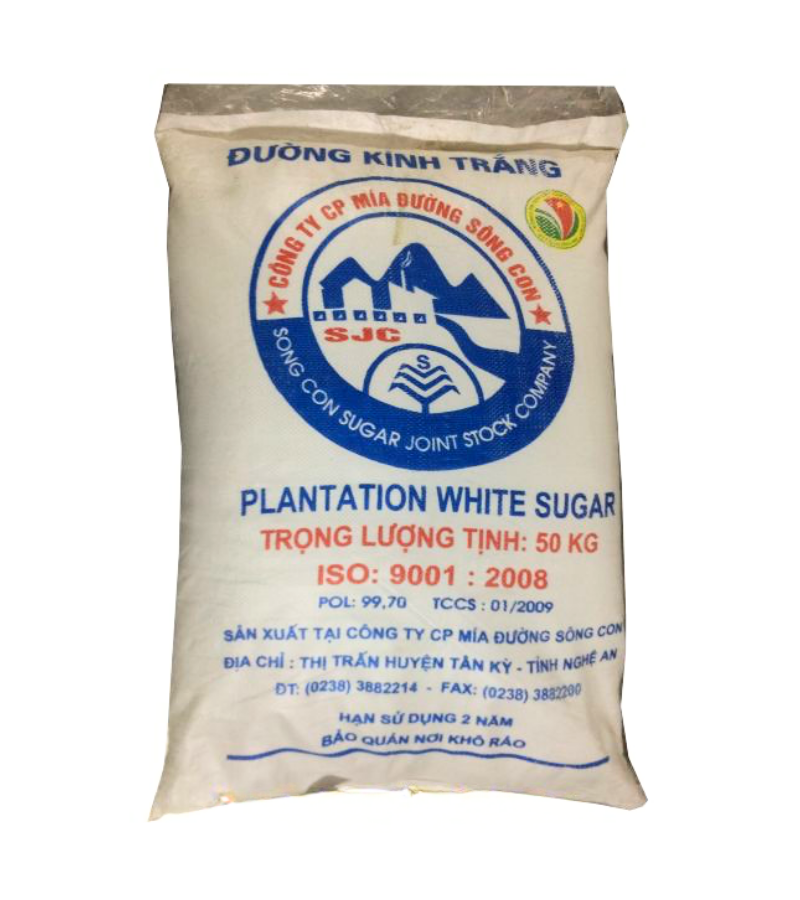 ĐƯỜNG KÍNH TRẮNG
CÔNG TY CP MÍA ĐƯỜNG SÔNG CON
SJC
S
SONG CON SUGAR JOINT STOCK COMPANY
PLANTATION WHITE SUGAR
TRỌNG LƯỢNG TỊNH: 50 KG
ISO: 9001 : 2008
POL: 99,70 TCCS : 01/2009
SẢN XUẤT TẠI CÔNG TY CP MÍA ĐƯỜNG SÔNG CON
ĐỊA CHỈ : THỊ TRẤN HUYỆN TÂN KỲ - TỈNH NGHỆ AN
ĐT: (0238) 3882214 - FAX: (0238) 3882200
HẠN SỬ DỤNG 2 NĂM
BẢO QUẢN NƠI KHÔ RÁO